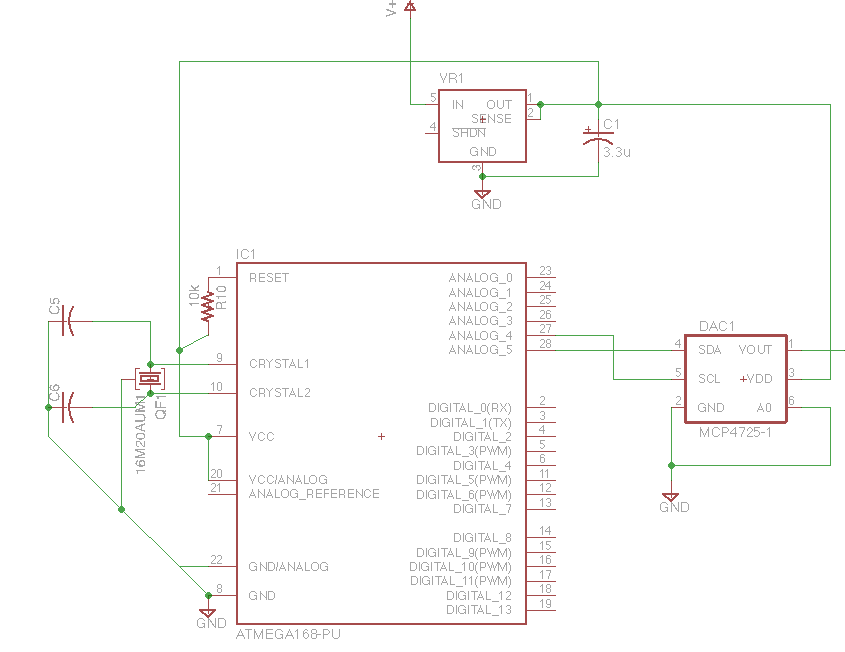 V+
VR1
5 IN OUT 1
SENSE 2
4 SHDN
GND
3
C1
3.3u
GND
IC1
1 RESET ANALOG_0 23
ANALOG_1 24
ANALOG_2 25
ANALOG_3 26
ANALOG_4 27
ANALOG_5 28
10k
R10
C5
9 CRYSTAL1
10 CRYSTAL2
C6
16M20AUM1
QF1
7 VCC
20 VCC/ANALOG
21 ANALOG_REFERENCE
DIGITAL_0(RX) 2
DIGITAL_1(TX) 3
DIGITAL_2 4
DIGITAL_3(PWM) 5
DIGITAL_4 6
DIGITAL_5(PWM) 11
DIGITAL_6(PWM) 12
DIGITAL_7 13
DIGITAL_8 14
DIGITAL_9(PWM) 15
DIGITAL_10(PWM) 16
DIGITAL_11(PWM) 17
DIGITAL_12 18
DIGITAL_13 19
22 GND/ANALOG
8 GND
GND
ATMEGA168-PU
DAC1
4 SDA VOUT 1
5 SCL VDD 3
2 GND A0 6
MCP4725-1
GND